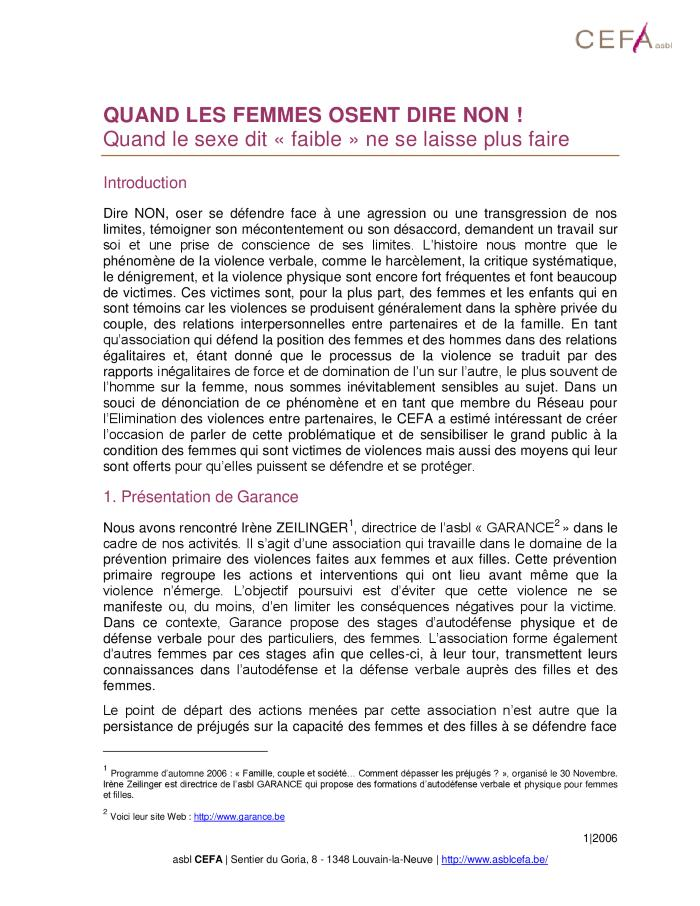 CEFA asbl
QUAND LES FEMMES OSENT DIRE NON !
Quand le sexe dit « faible » ne se laisse plus faire
Introduction
Dire NON, oser se défendre face à une agression ou une transgression de nos
limites, témoigner son mécontentement ou son désaccord, demandent un travail sur
soi et une prise de conscience de ses limites. L'histoire nous montre que le
phénomène de la violence verbale, comme le harcèlement, la critique systématique,
le dénigrement, et la violence physique sont encore fort fréquentes et font beaucoup
de victimes. Ces victimes sont, pour la plus part, des femmes et les enfants qui en
sont témoins car les violences se produisent généralement dans la sphère privée du
couple, des relations interpersonnelles entre partenaires et de la famille. En tant
qu'association qui défend la position des femmes et des hommes dans des relations
égalitaires et, étant donné que le processus de la violence se traduit par des
rapports inégalitaires de force et de domination de l'un sur l'autre, le plus souvent de
l'homme sur la femme, nous sommes inévitablement sensibles au sujet. Dans un
souci de dénonciation de ce phénomène et en tant que membre du Réseau pour
l'Elimination des violences entre partenaires, le CEFA a estimé intéressant de créer
l'occasion de parler de cette problématique et de sensibiliser le grand public à la
condition des femmes qui sont victimes de violences mais aussi des moyens qui leur
sont offerts pour qu'elles puissent se défendre et se protéger.
1. Présentation de Garance
Nous avons rencontré Irène ZEILINGER1, directrice de l'asbl « GARANCE2 » dans le
cadre de nos activités. Il s'agit d'une association qui travaille dans le domaine de la
prévention primaire des violences faites aux femmes et aux filles. Cette prévention
primaire regroupe les actions et interventions qui ont lieu avant même que la
violence n'émerge. L'objectif poursuivi est d'éviter que cette violence ne se
manifeste ou, du moins, d'en limiter les conséquences négatives pour la victime.
Dans ce contexte, Garance propose des stages d'autodéfense physique et de
défense verbale pour des particuliers, des femmes. L'association forme également
d'autres femmes par ces stages afin que celles-ci, à leur tour, transmettent leurs
connaissances dans l'autodéfense et la défense verbale auprès des filles et des
femmes.
Le point de départ des actions menées par cette association n'est autre que la
persistance de préjugés sur la capacité des femmes et des filles à se défendre face
1 Programme d'automne 2006 : « Famille, couple et société… Comment dépasser les préjugés ? », organisé le 30 Novembre.
Irène Zeilinger est directrice de l'asbl GARANCE qui propose des formations d'autodéfense verbale et physique pour femmes
et filles.
2 Voici leur site Web : http://www.garance.be
1|2006
asbl CEFA | Sentier du Goria, 8 - 1348 Louvain-la-Neuve | http://www.asblcefa.be/